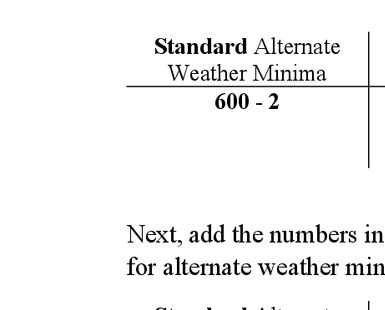 Standard Alternate
Weather Minima
600 - 2
Next, add the numbers in
for alternate weather min